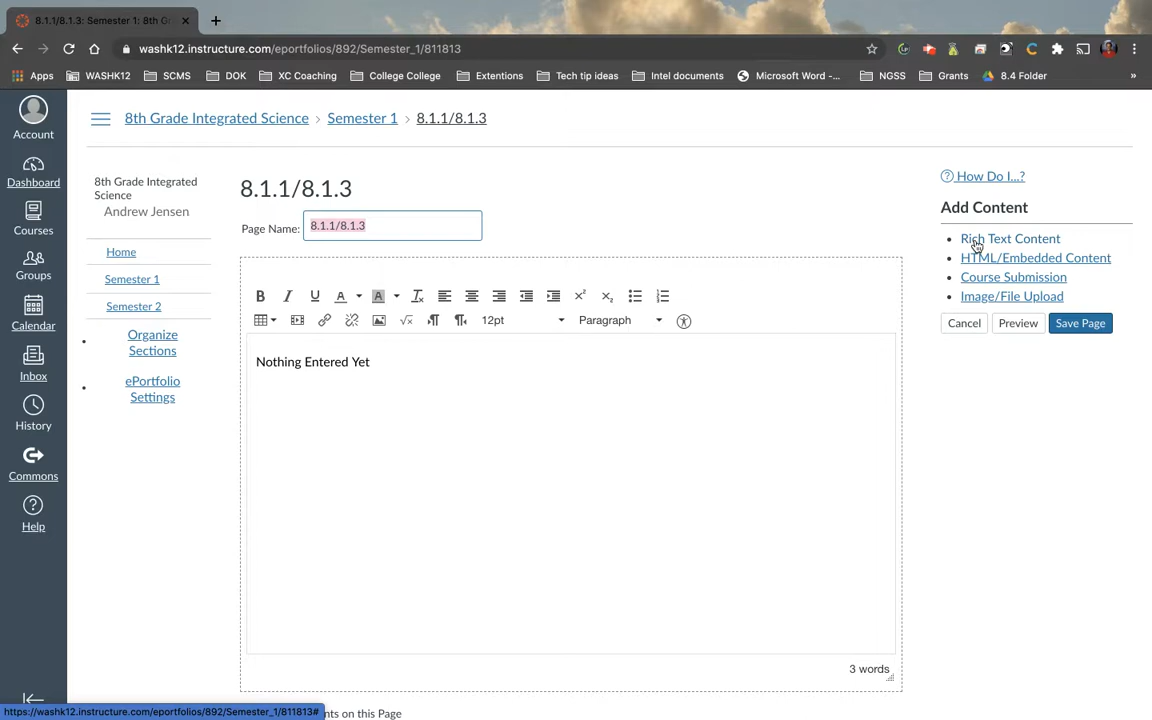 8.1.1/8.1.3: Semester 1: 8th Gr
washk12.instructure.com/eportfolios/892/Semester_1/811813
Apps WASHK12 SCMS DOK XC Coaching College College Extentions Tech tip ideas Intel documents Microsoft Word -... NGSS Grants 8.4 Folder »
Account
Dashboard
Courses
Groups
Calendar
Inbox
History
Commons
Help
8th Grade Integrated Science › Semester 1 › 8.1.1/8.1.3
8th Grade Integrated
Science
Andrew Jensen
Home
Semester 1
Semester 2
Organize
Sections
ePortfolio
Settings
8.1.1/8.1.3
Page Name: 8.1.1/8.1.3
12pt Paragraph
Nothing Entered Yet
3 words
nts on this Page
How Do I...?
Add Content
Rich Text Content
HTML/Embedded Content
Course Submission
Image/File Upload
Cancel Preview Save Page
https://washk12.instructure.com/eportfolios/892/Semester_1/811813#